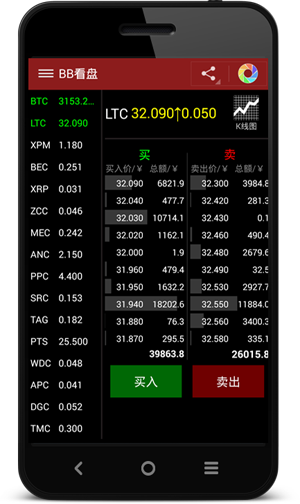 BB看盘
BTC 3153.2...
LTC 32.090
XPM 1.180
BEC 0.251
XRP 0.031
ZCC 0.046
MEC 0.242
ANC 2.150
PPC 4.400
SRC 0.153
TAG 0.182
PTS 25.500
WDC 0.048
APC 0.041
DGC 0.052
TMC 0.300
LTC 32.090↑0.050
K线图
买 卖
买入价/¥ 总额/¥ 卖出价/¥ 总额/¥
32.090 6821.9 32.300 3984.8
32.040 477.7 32.420 281.3
32.030 10714.1 32.430 0.1
32.020 1162.1 32.460 490.4
32.000 1.9 32.480 2679.6
31.960 479.4 32.490 32.5
31.950 1632.2 32.530 2927.7
31.940 18202.6 32.550 11884.0
31.880 76.3 32.560 3400.3
31.870 295.5 32.580 335.1
39863.8 26015.8
买入 卖出